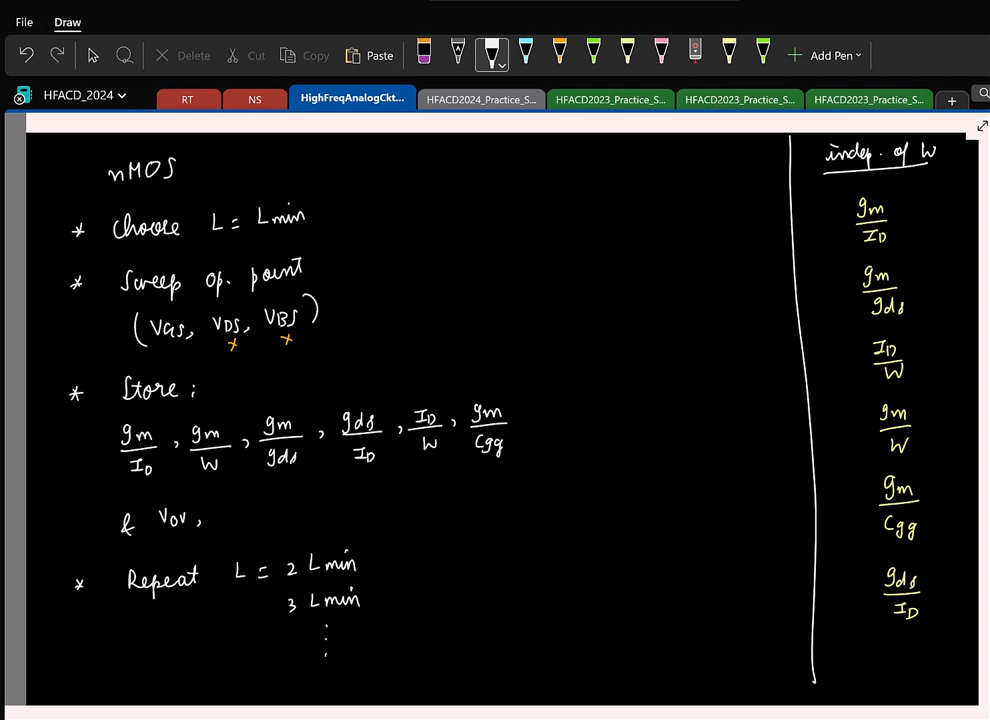 File Draw
Delete Cut Copy Paste Add Pen
HFACD_2024 RT NS HighFreqAnalogCkt... HFACD2024_Practice_S... HFACD2023_Practice_S... HFACD2023_Practice_S... HFACD2023_Practice_S...
nMOS
* Choose L = Lmin
* Sweep op. point
(VGS, VDS, VBS)
x x
* Store :
gm/ID , gm/W , gm/gds , gds/ID , ID/W , gm/Cgg
& Vov,
* Repeat L = 2 Lmin
3 Lmin
⋮
indep. of W
gm/ID
gm/gds
ID/W
gm/W
gm/Cgg
gds/ID